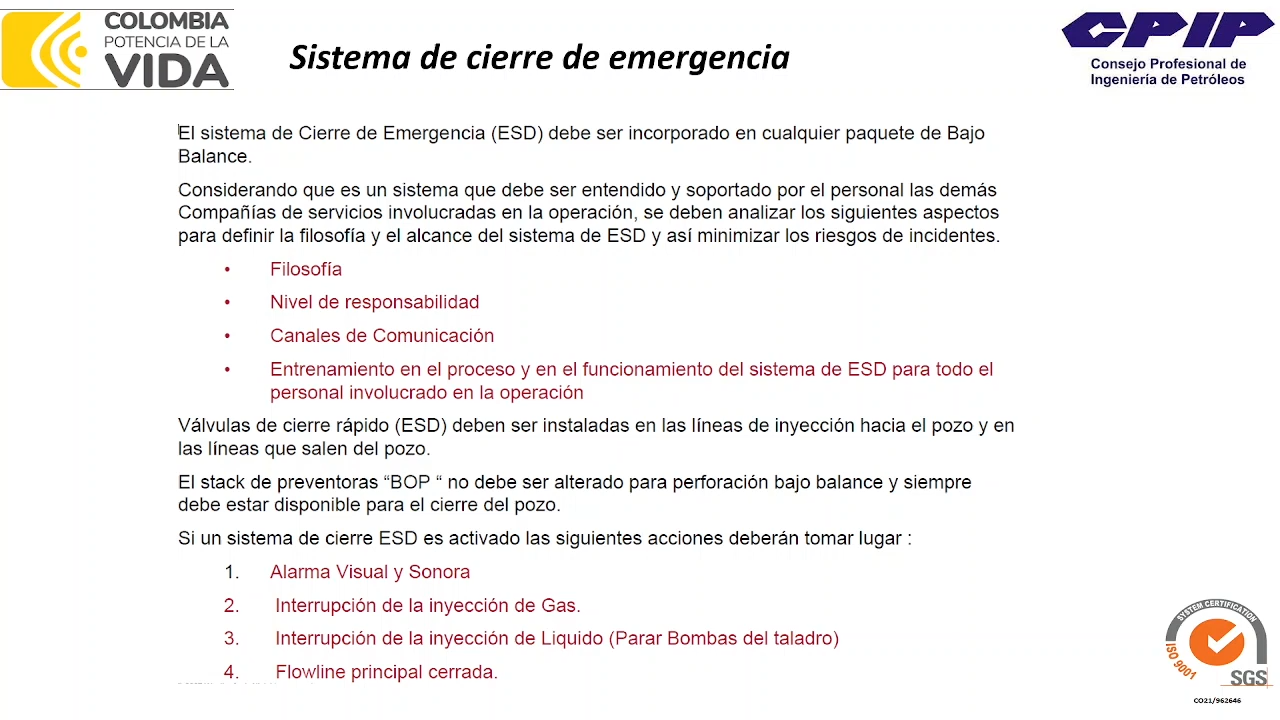 COLOMBIA
POTENCIA DE LA
VIDA
Sistema de cierre de emergencia
CPIP
Consejo Profesional de
Ingeniería de Petróleos
El sistema de Cierre de Emergencia (ESD) debe ser incorporado en cualquier paquete de Bajo
Balance.
Considerando que es un sistema que debe ser entendido y soportado por el personal las demás
Compañías de servicios involucradas en la operación, se deben analizar los siguientes aspectos
para definir la filosofía y el alcance del sistema de ESD y así minimizar los riesgos de incidentes.
• Filosofía
• Nivel de responsabilidad
• Canales de Comunicación
• Entrenamiento en el proceso y en el funcionamiento del sistema de ESD para todo el
personal involucrado en la operación
Válvulas de cierre rápido (ESD) deben ser instaladas en las líneas de inyección hacia el pozo y en
las líneas que salen del pozo.
El stack de preventoras “BOP “ no debe ser alterado para perforación bajo balance y siempre
debe estar disponible para el cierre del pozo.
Si un sistema de cierre ESD es activado las siguientes acciones deberán tomar lugar :
1. Alarma Visual y Sonora
2. Interrupción de la inyección de Gas.
3. Interrupción de la inyección de Liquido (Parar Bombas del taladro)
4. Flowline principal cerrada.
SYSTEM CERTIFICATION
ISO 9001
SGS
CO21/962646